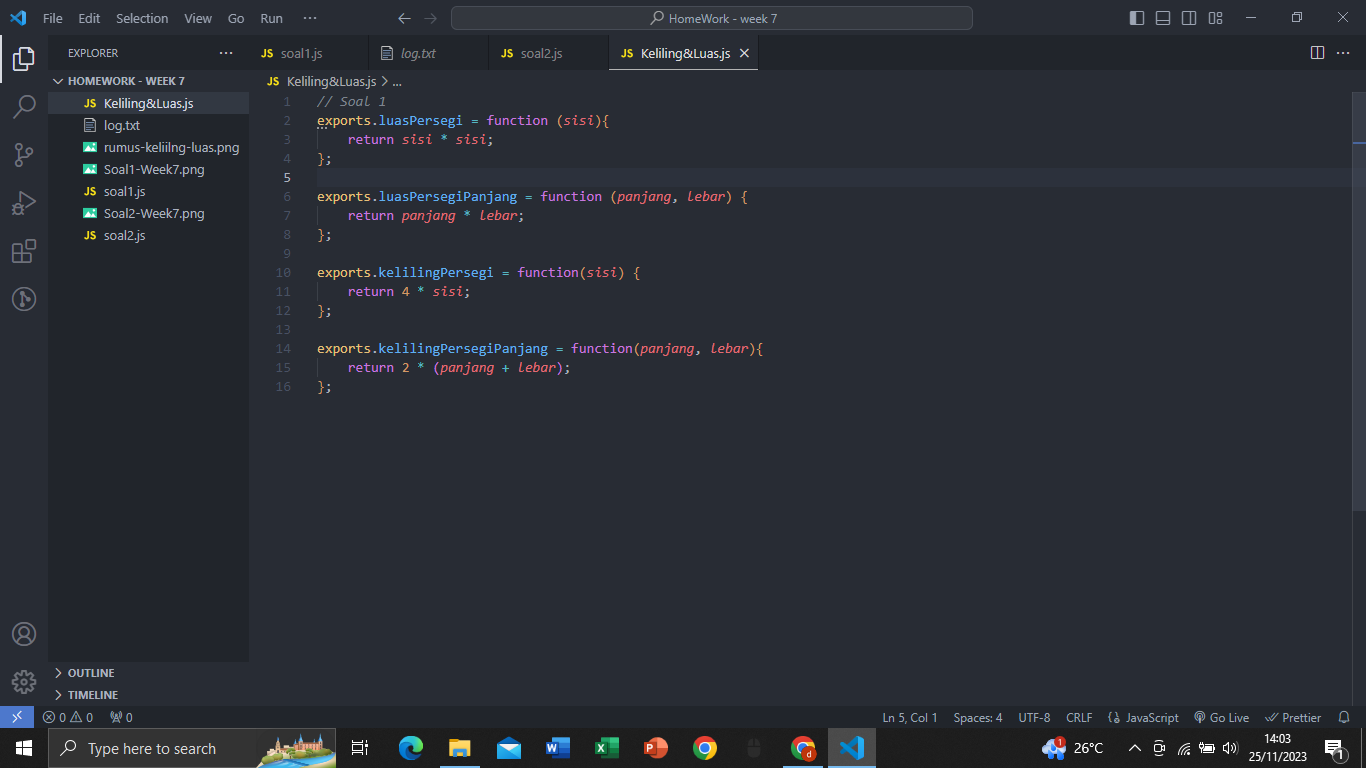 File Edit Selection View Go Run ··· HomeWork - week 7
EXPLORER ···
JS soal1.js log.txt JS soal2.js JS Keliling&Luas.js
HOMEWORK - WEEK 7
JS Keliling&Luas.js
log.txt
rumus-keliilng-luas.png
Soal1-Week7.png
JS soal1.js
Soal2-Week7.png
JS soal2.js
OUTLINE
TIMELINE
JS Keliling&Luas.js > ...
1 // Soal 1
2 exports.luasPersegi = function (sisi){
3 return sisi * sisi;
4 };
5
6 exports.luasPersegiPanjang = function (panjang, lebar) {
7 return panjang * lebar;
8 };
9
10 exports.kelilingPersegi = function(sisi) {
11 return 4 * sisi;
12 };
13
14 exports.kelilingPersegiPanjang = function(panjang, lebar){
15 return 2 * (panjang + lebar);
16 };
0 0 0 Ln 5, Col 1 Spaces: 4 UTF-8 CRLF {} JavaScript Go Live Prettier
Type here to search 1 26°C 14:03
25/11/2023 1